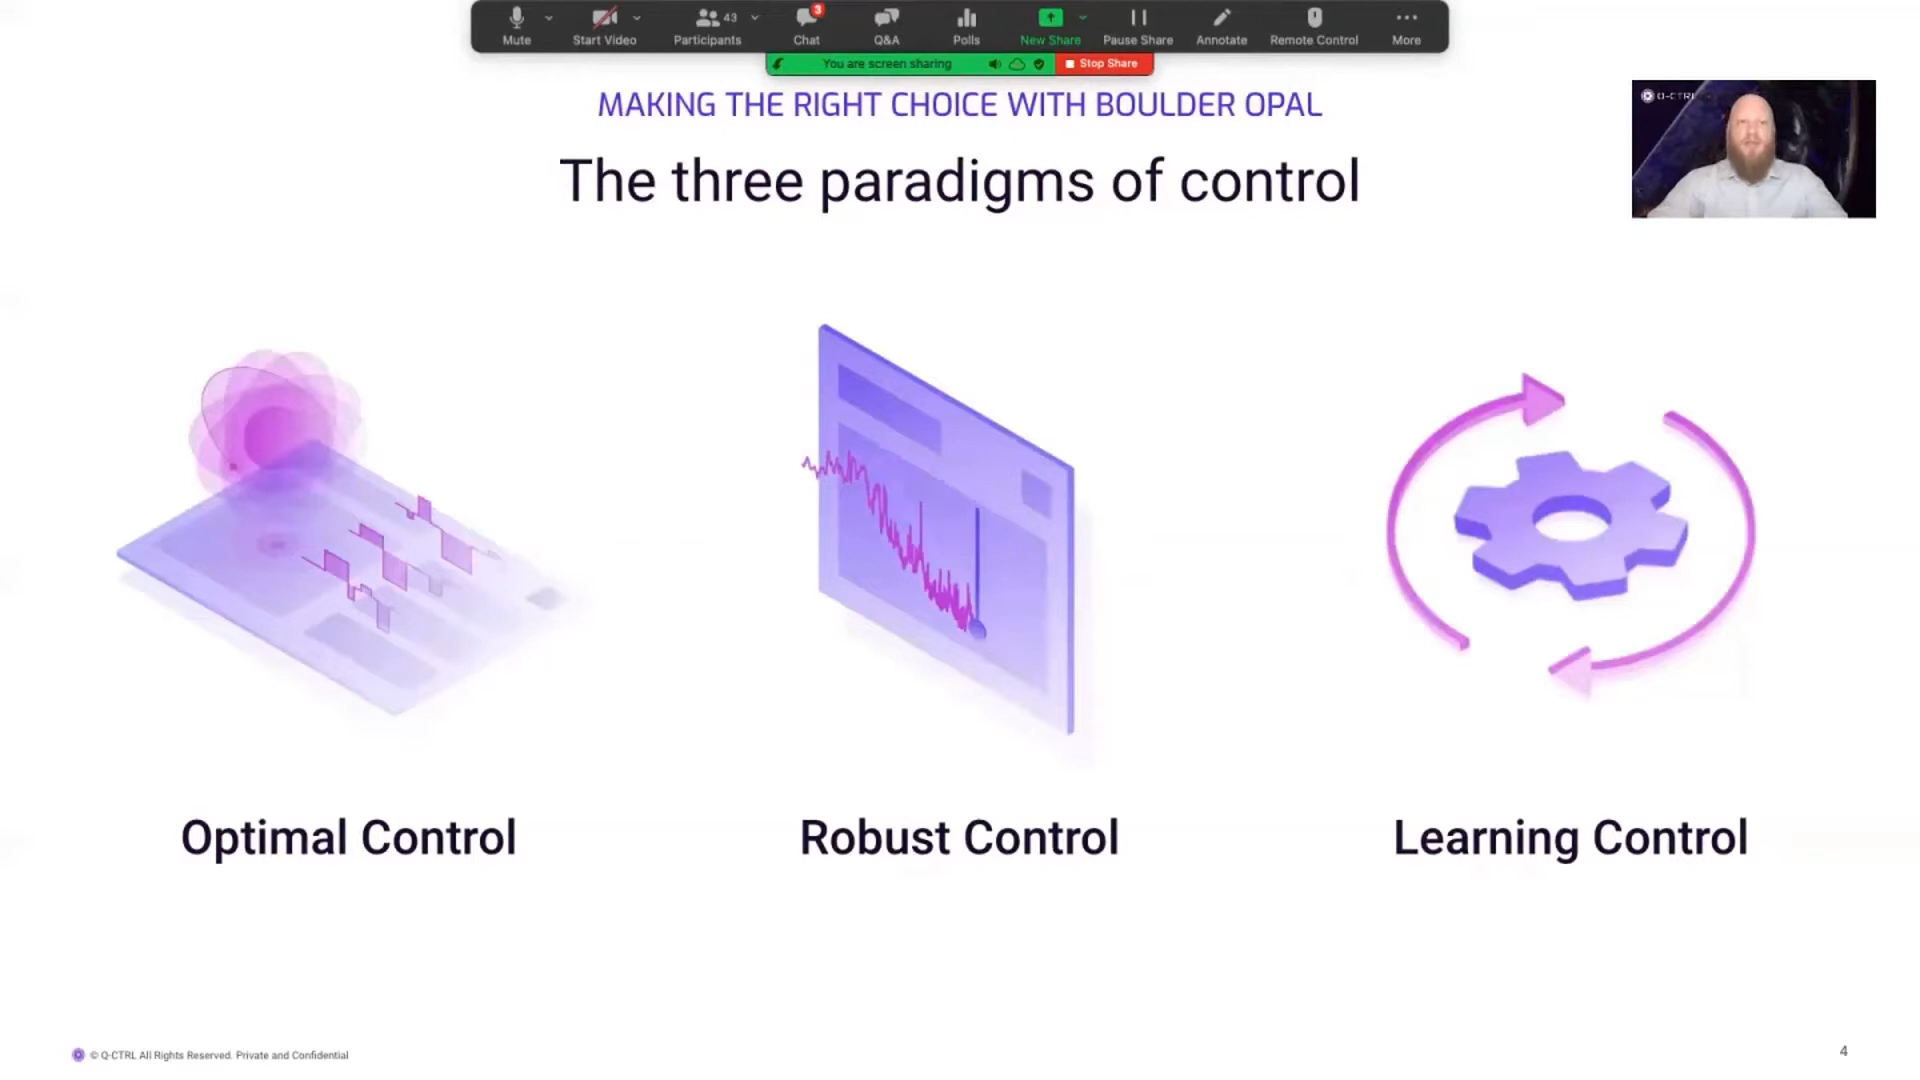 Mute
Start Video
43
Participants
3
Chat
Q&A
Polls
New Share
Pause Share
Annotate
Remote Control
More
You are screen sharing
Stop Share
MAKING THE RIGHT CHOICE WITH BOULDER OPAL
The three paradigms of control
Q-CTRL
Optimal Control
Robust Control
Learning Control
© Q-CTRL All Rights Reserved. Private and Confidential
4